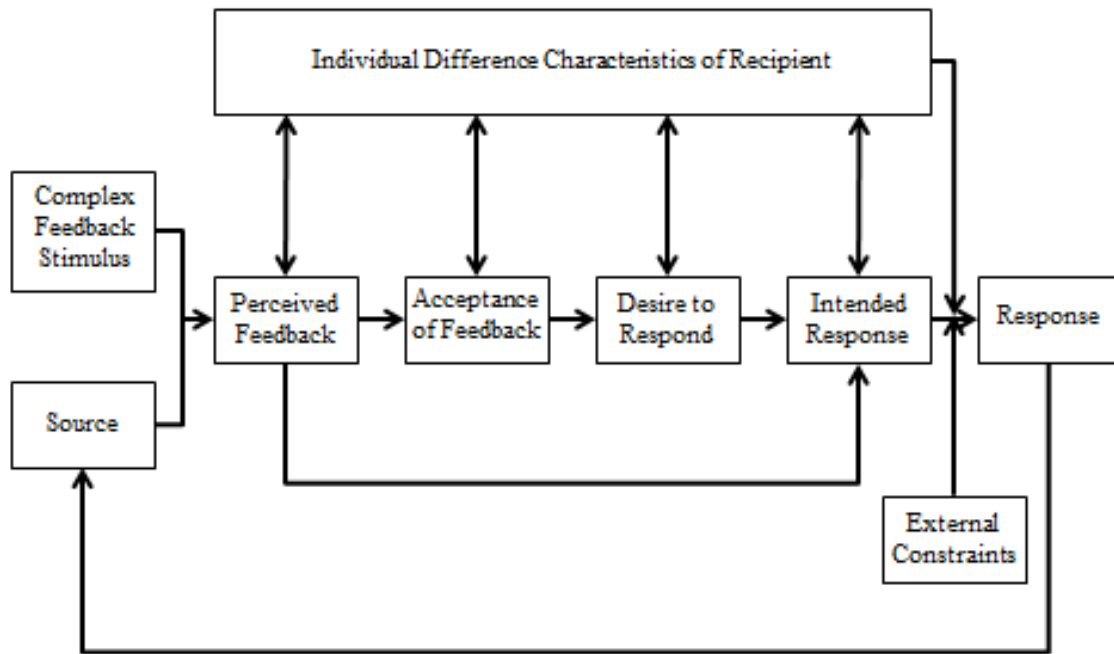 Individual Difference Characteristics of Recipient
Complex
Feedback
Stimulus
Perceived
Feedback
Acceptance
of Feedback
Desire to
Respond
Intended
Response
Response
Source
External
Constraints